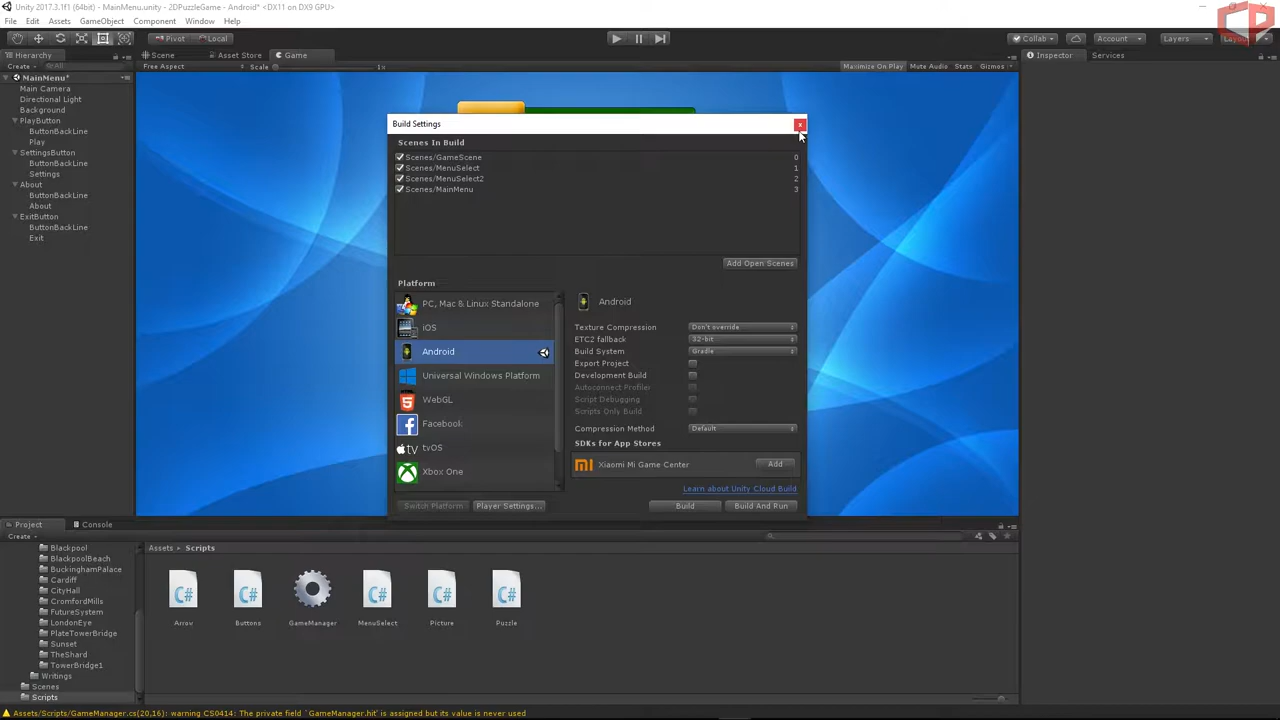 Unity 2017.3.1f1 (64bit) - MainMenu.unity - 2DPuzzleGame - Android* <DX11 on DX9 GPU>
File Edit Assets GameObject Component Window Help
Pivot Local Collab Account Layers
Hierarchy Scene Asset Store Game Inspector Services
Create All Free Aspect Scale 1x Maximize On Play Mute Audio Stats Gizmos
MainMenu*
Main Camera
Directional Light
Background
PlayButton
ButtonBackLine
Play
SettingsButton
ButtonBackLine
Settings
About
ButtonBackLine
About
ExitButton
ButtonBackLine
Exit
Build Settings
x
Scenes In Build
Scenes/GameScene 0
Scenes/MenuSelect 1
Scenes/MenuSelect2 2
Scenes/MainMenu 3
Add Open Scenes
Platform
PC, Mac & Linux Standalone
iOS
Android
Universal Windows Platform
WebGL
Facebook
tvOS
Xbox One
Android
Texture Compression Don't override
ETC2 fallback 32-bit
Build System Gradle
Export Project
Development Build
Autoconnect Profiler
Script Debugging
Scripts Only Build
Compression Method Default
SDKs for App Stores
Xiaomi Mi Game Center Add
Learn about Unity Cloud Build
Switch Platform Player Settings... Build Build And Run
Project Console
Create
Blackpool
BlackpoolBeach
BuckinghamPalace
Cardiff
CityHall
CromfordMills
FutureSystem
LondonEye
PlateTowerBridge
Sunset
TheShard
TowerBridge1
Writings
Scenes
Scripts
Assets Scripts
C# C# C# C# C#
Arrov Buttons GameManager MenuSelect Picture Puzzle
Assets/Scripts/GameManager.cs(20,16): warning CS0414: The private field `GameManager.hit' is assigned but its value is never used